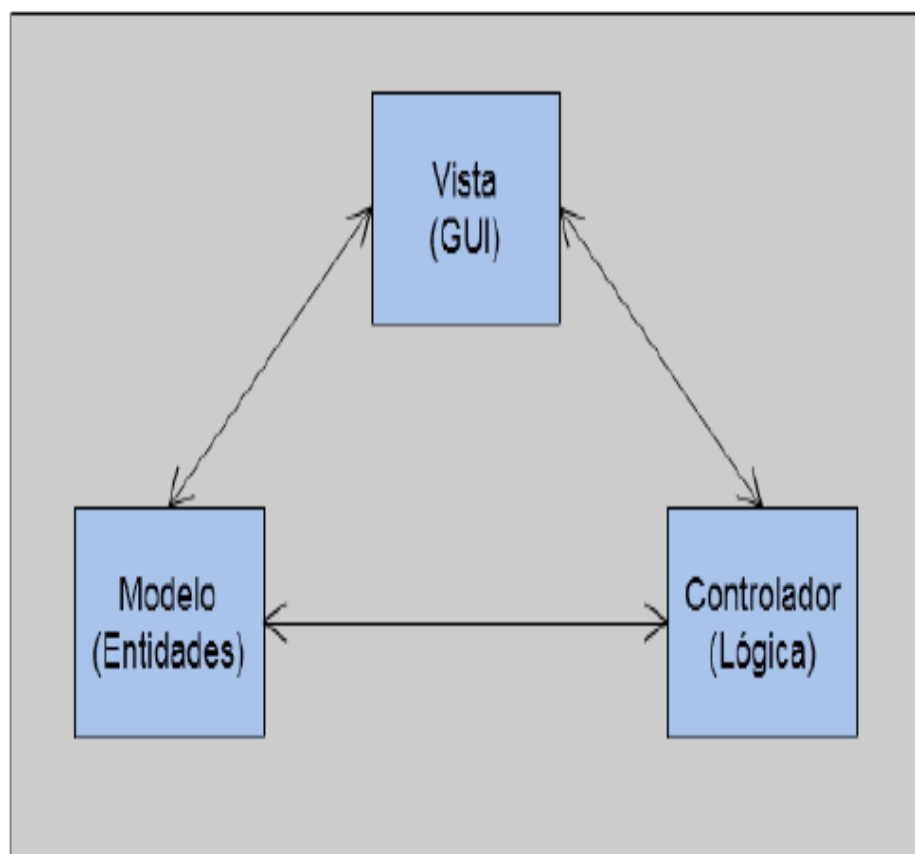 Vista
(GUI)
Modelo
(Entidades)
Controlador
(Lógica)